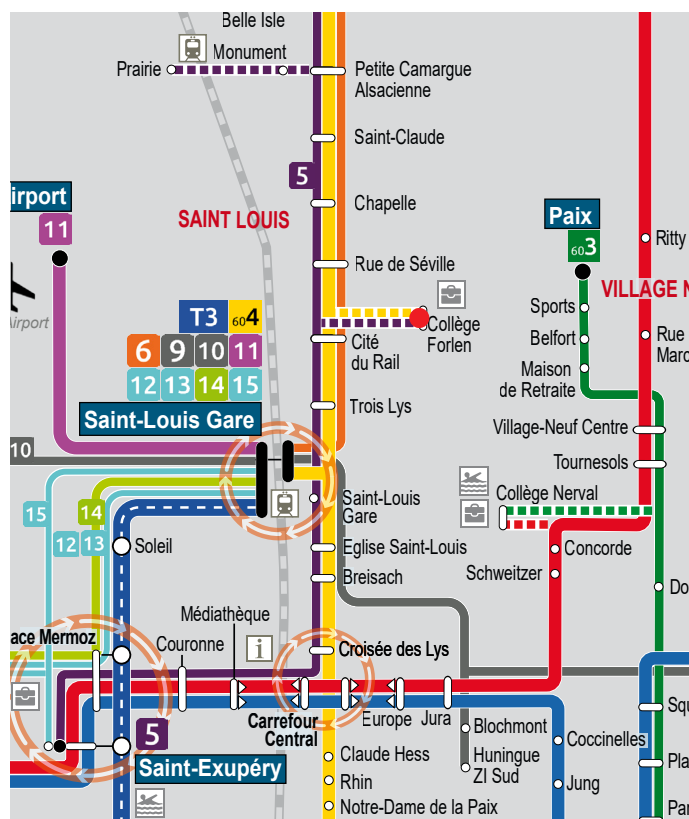 Belle Isle
Monument
Prairie
Petite Camargue
Alsacienne
Saint-Claude
5
Chapelle
irport
11
SAINT LOUIS
Paix
603
Ritty
Rue de Séville
VILLAGE N
Airport
Sports
T3
604
Collège
Forlen
Belfort
Rue
Marc
6
9
10
11
Cité
du Rail
Maison
de Retraite
12
13
14
15
Trois Lys
Saint-Louis Gare
Village-Neuf Centre
10
Tournesols
Collège Nerval
Saint-Louis
Gare
15
14
12
13
Soleil
Eglise Saint-Louis
Concorde
Breisach
Schweitzer
Do
Médiathèque
ace Mermoz
Couronne
i
Croisée des Lys
Carrefour
Central
Europe
Jura
Squ
5
Blochmont
Coccinelles
Saint-Exupéry
Claude Hess
Huningue
ZI Sud
Pla
Rhin
Jung
Notre-Dame de la Paix
Par